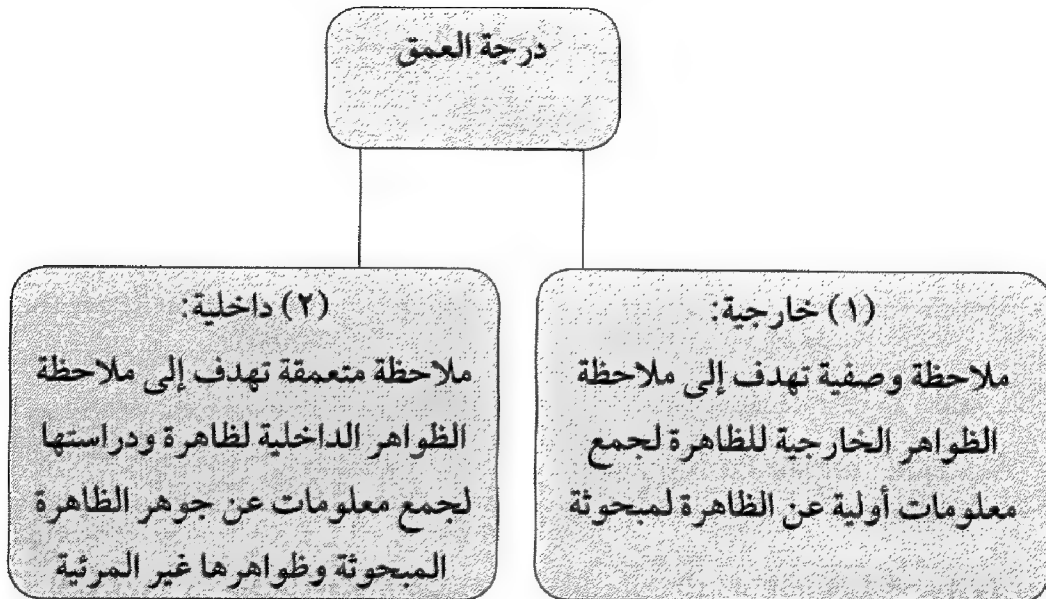 درجة العمق
(١) خارجية:
ملاحظة وصفية تهدف إلى ملاحظة
الظواهر الخارجية للظاهرة لجمع
معلومات أولية عن الظاهرة لمبحوثة
(٢) داخلية:
ملاحظة متعمقة تهدف إلى ملاحظة
الظواهر الداخلية لظاهرة ودراستها
لجمع معلومات عن جوهر الظاهرة
المبحوثة وظواهرها غير المرئية